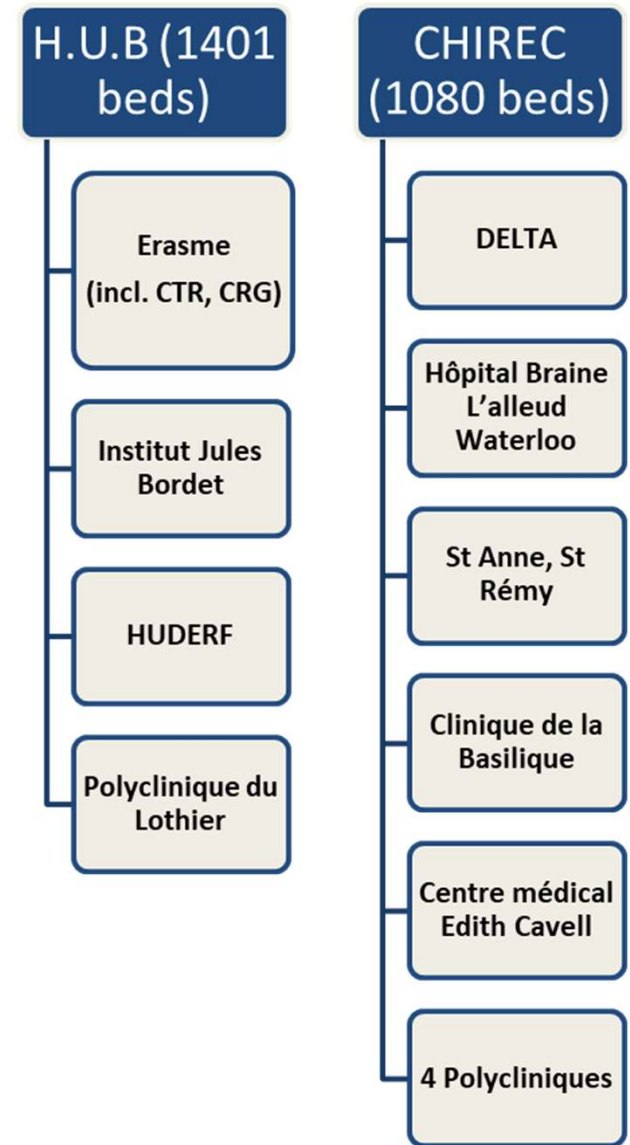 H.U.B (1401
beds)
Erasme
(incl. CTR, CRG)
Institut Jules
Bordet
HUDERF
Polyclinique du
Lothier
CHIREC
(1080 beds)
DELTA
Hôpital Braine
L’alleud
Waterloo
St Anne, St
Rémy
Clinique de la
Basilique
Centre médical
Edith Cavell
4 Polycliniques